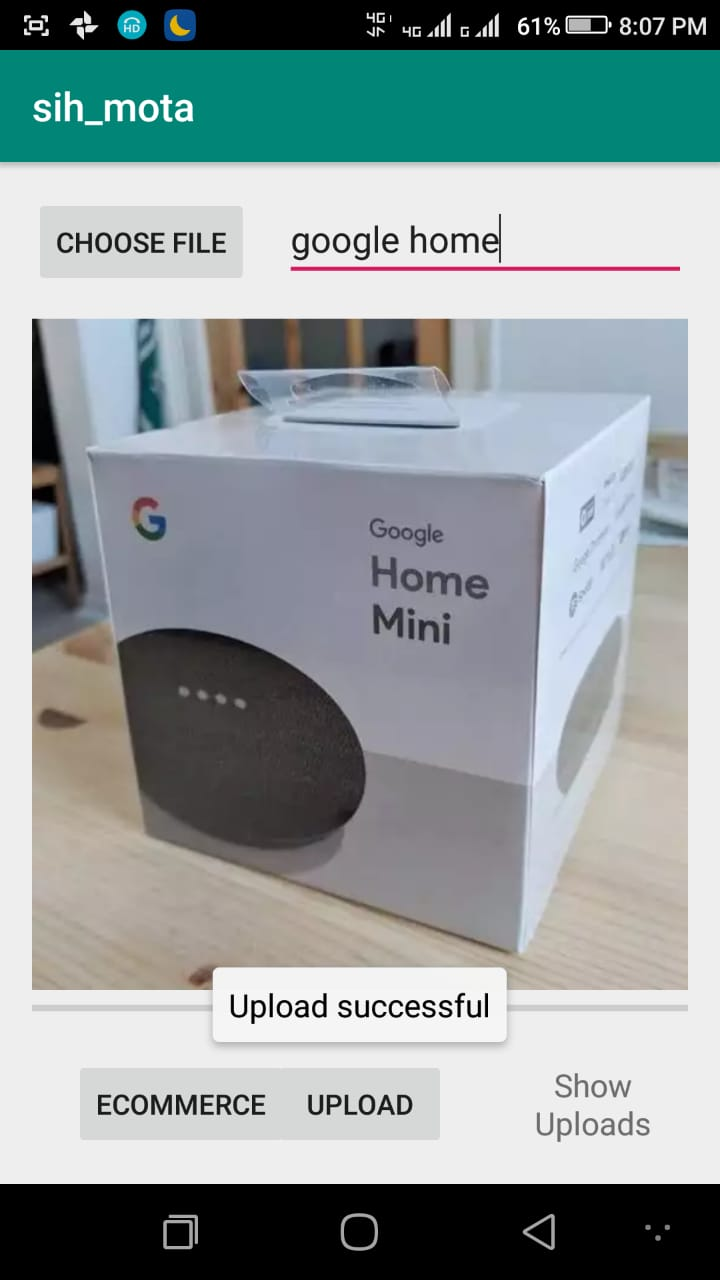 HD
4G
4G
G
61%
8:07 PM
sih_mota
CHOOSE FILE
google home
G
Google
Home
Mini
Upload successful
ECOMMERCE
UPLOAD
Show
Uploads